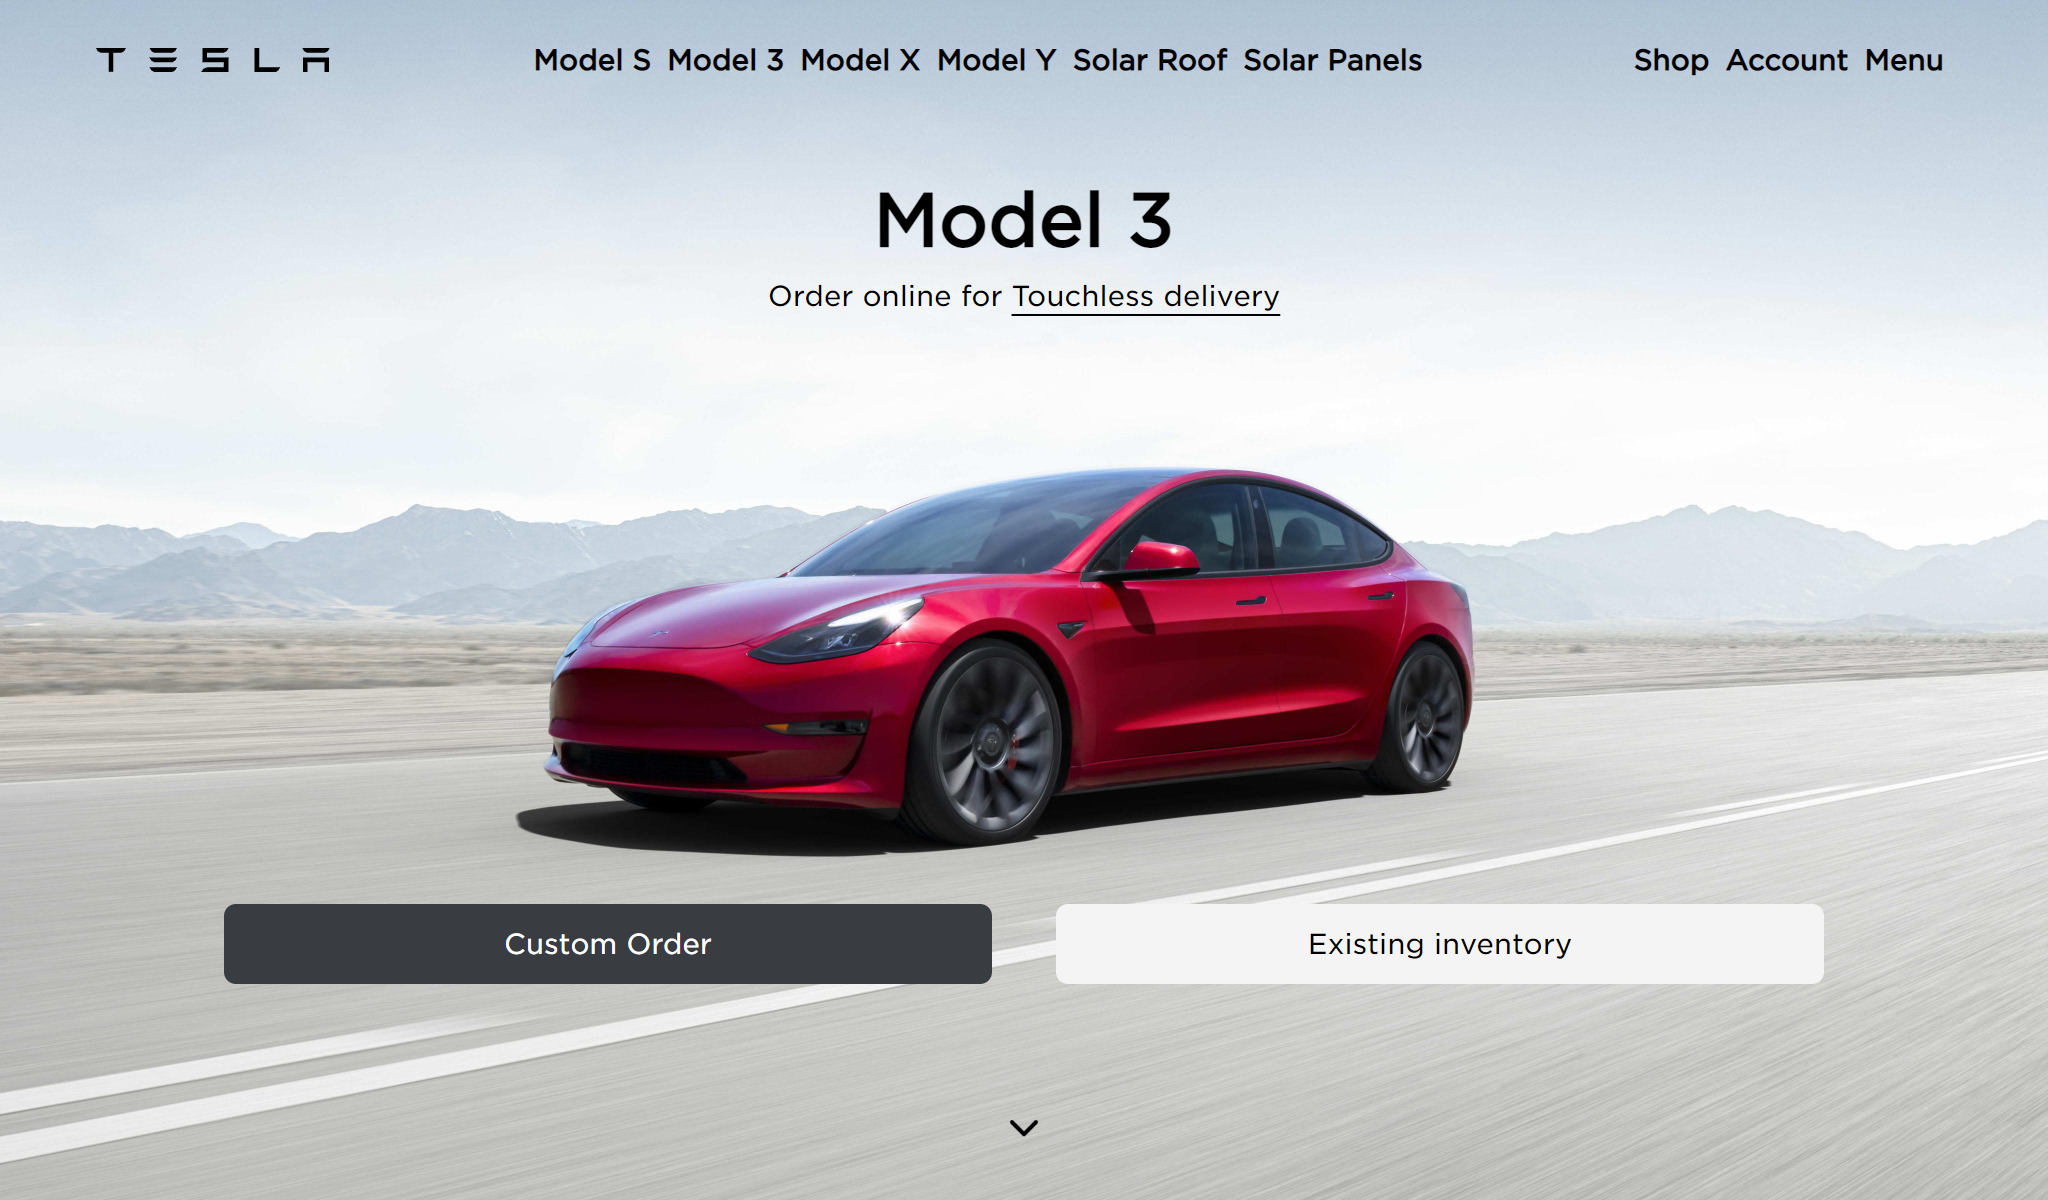 TESLA
Model S Model 3 Model X Model Y Solar Roof Solar Panels
Shop Account Menu
Model 3
Order online for Touchless delivery
Custom Order
Existing inventory